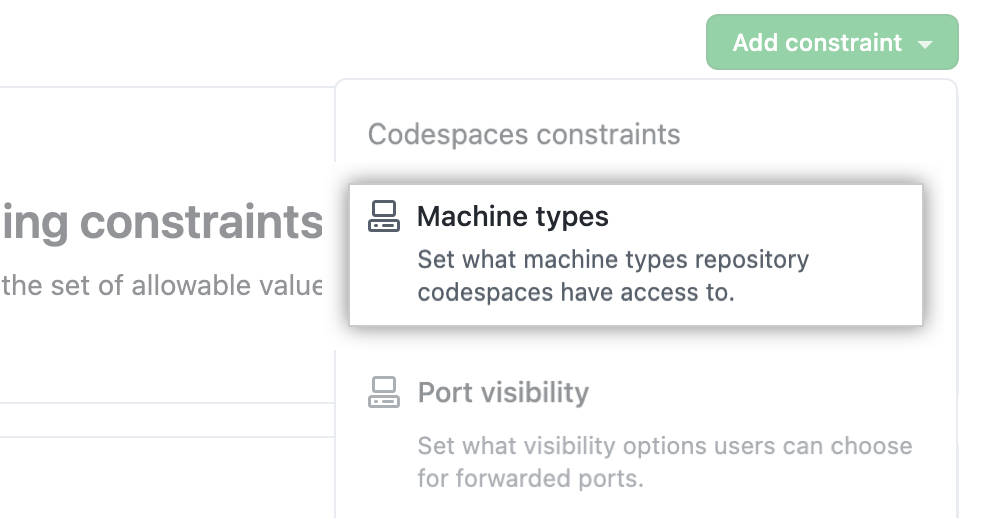 Add constraint
Codespaces constraints
ing constraints
the set of allowable value
Machine types
Set what machine types repository
codespaces have access to.
Port visibility
Set what visibility options users can choose
for forwarded ports.